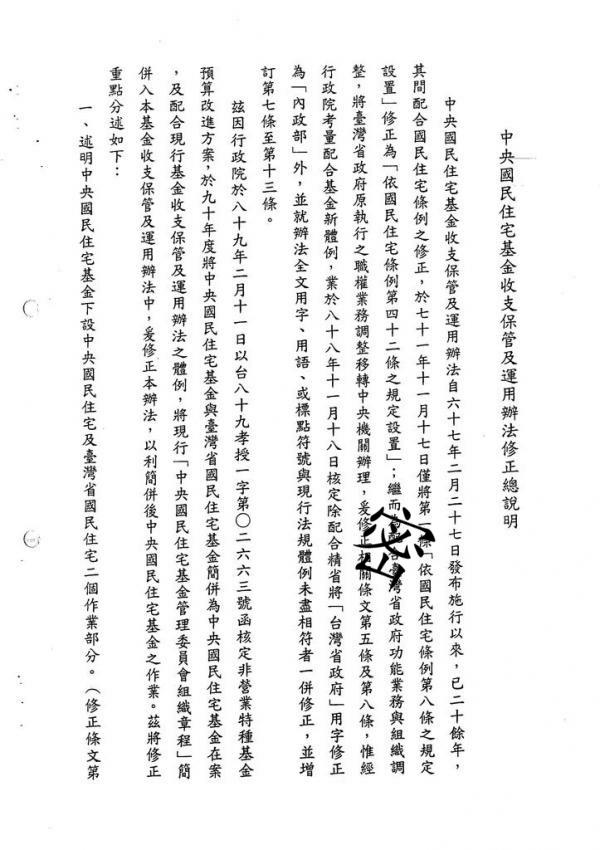 中央國民住宅基金收支保管及運用辦法修正總說明
中央國民住宅基金收支保管及運用辦法自六十七年二月二十七日發布施行以來，已二十餘年，
其間配合國民住宅條例之修正，於七十一年十一月十七日僅將第一條「依國民住宅條例第八條之規定
設置」修正為「依國民住宅條例第四十二條之規定設置」；繼而為配合臺灣省政府功能業務與組織調
整，將臺灣省政府原執行之職權業務調整移轉中央機關辦理，爰修正相關條文第五條及第八條，惟經
行政院考量配合基金新體例，業於八十八年十一月十八日核定除配合精省將「台灣省政府」用字修正
為「內政部」外，並就辦法全文用字、用語、或標點符號與現行法規體例未盡相符者一併修正，並增
訂第七條至第十三條。
茲因行政院於八十九年二月十一日以台八十九孝授一字第〇二六六三號函核定非營業特種基金
預算改進方案，於九十年度將中央國民住宅基金與臺灣省國民住宅基金簡併為中央國民住宅基金在案
，及配合現行基金收支保管及運用辦法之體例，將現行「中央國民住宅基金管理委員會組織章程」簡
併入本基金收支保管及運用辦法中，爰修正本辦法，以利簡併後中央國民住宅基金之作業。茲將修正
重點分述如下：
一、述明中央國民住宅基金下設中央國民住宅及臺灣省國民住宅二個作業部分。（修正條文第